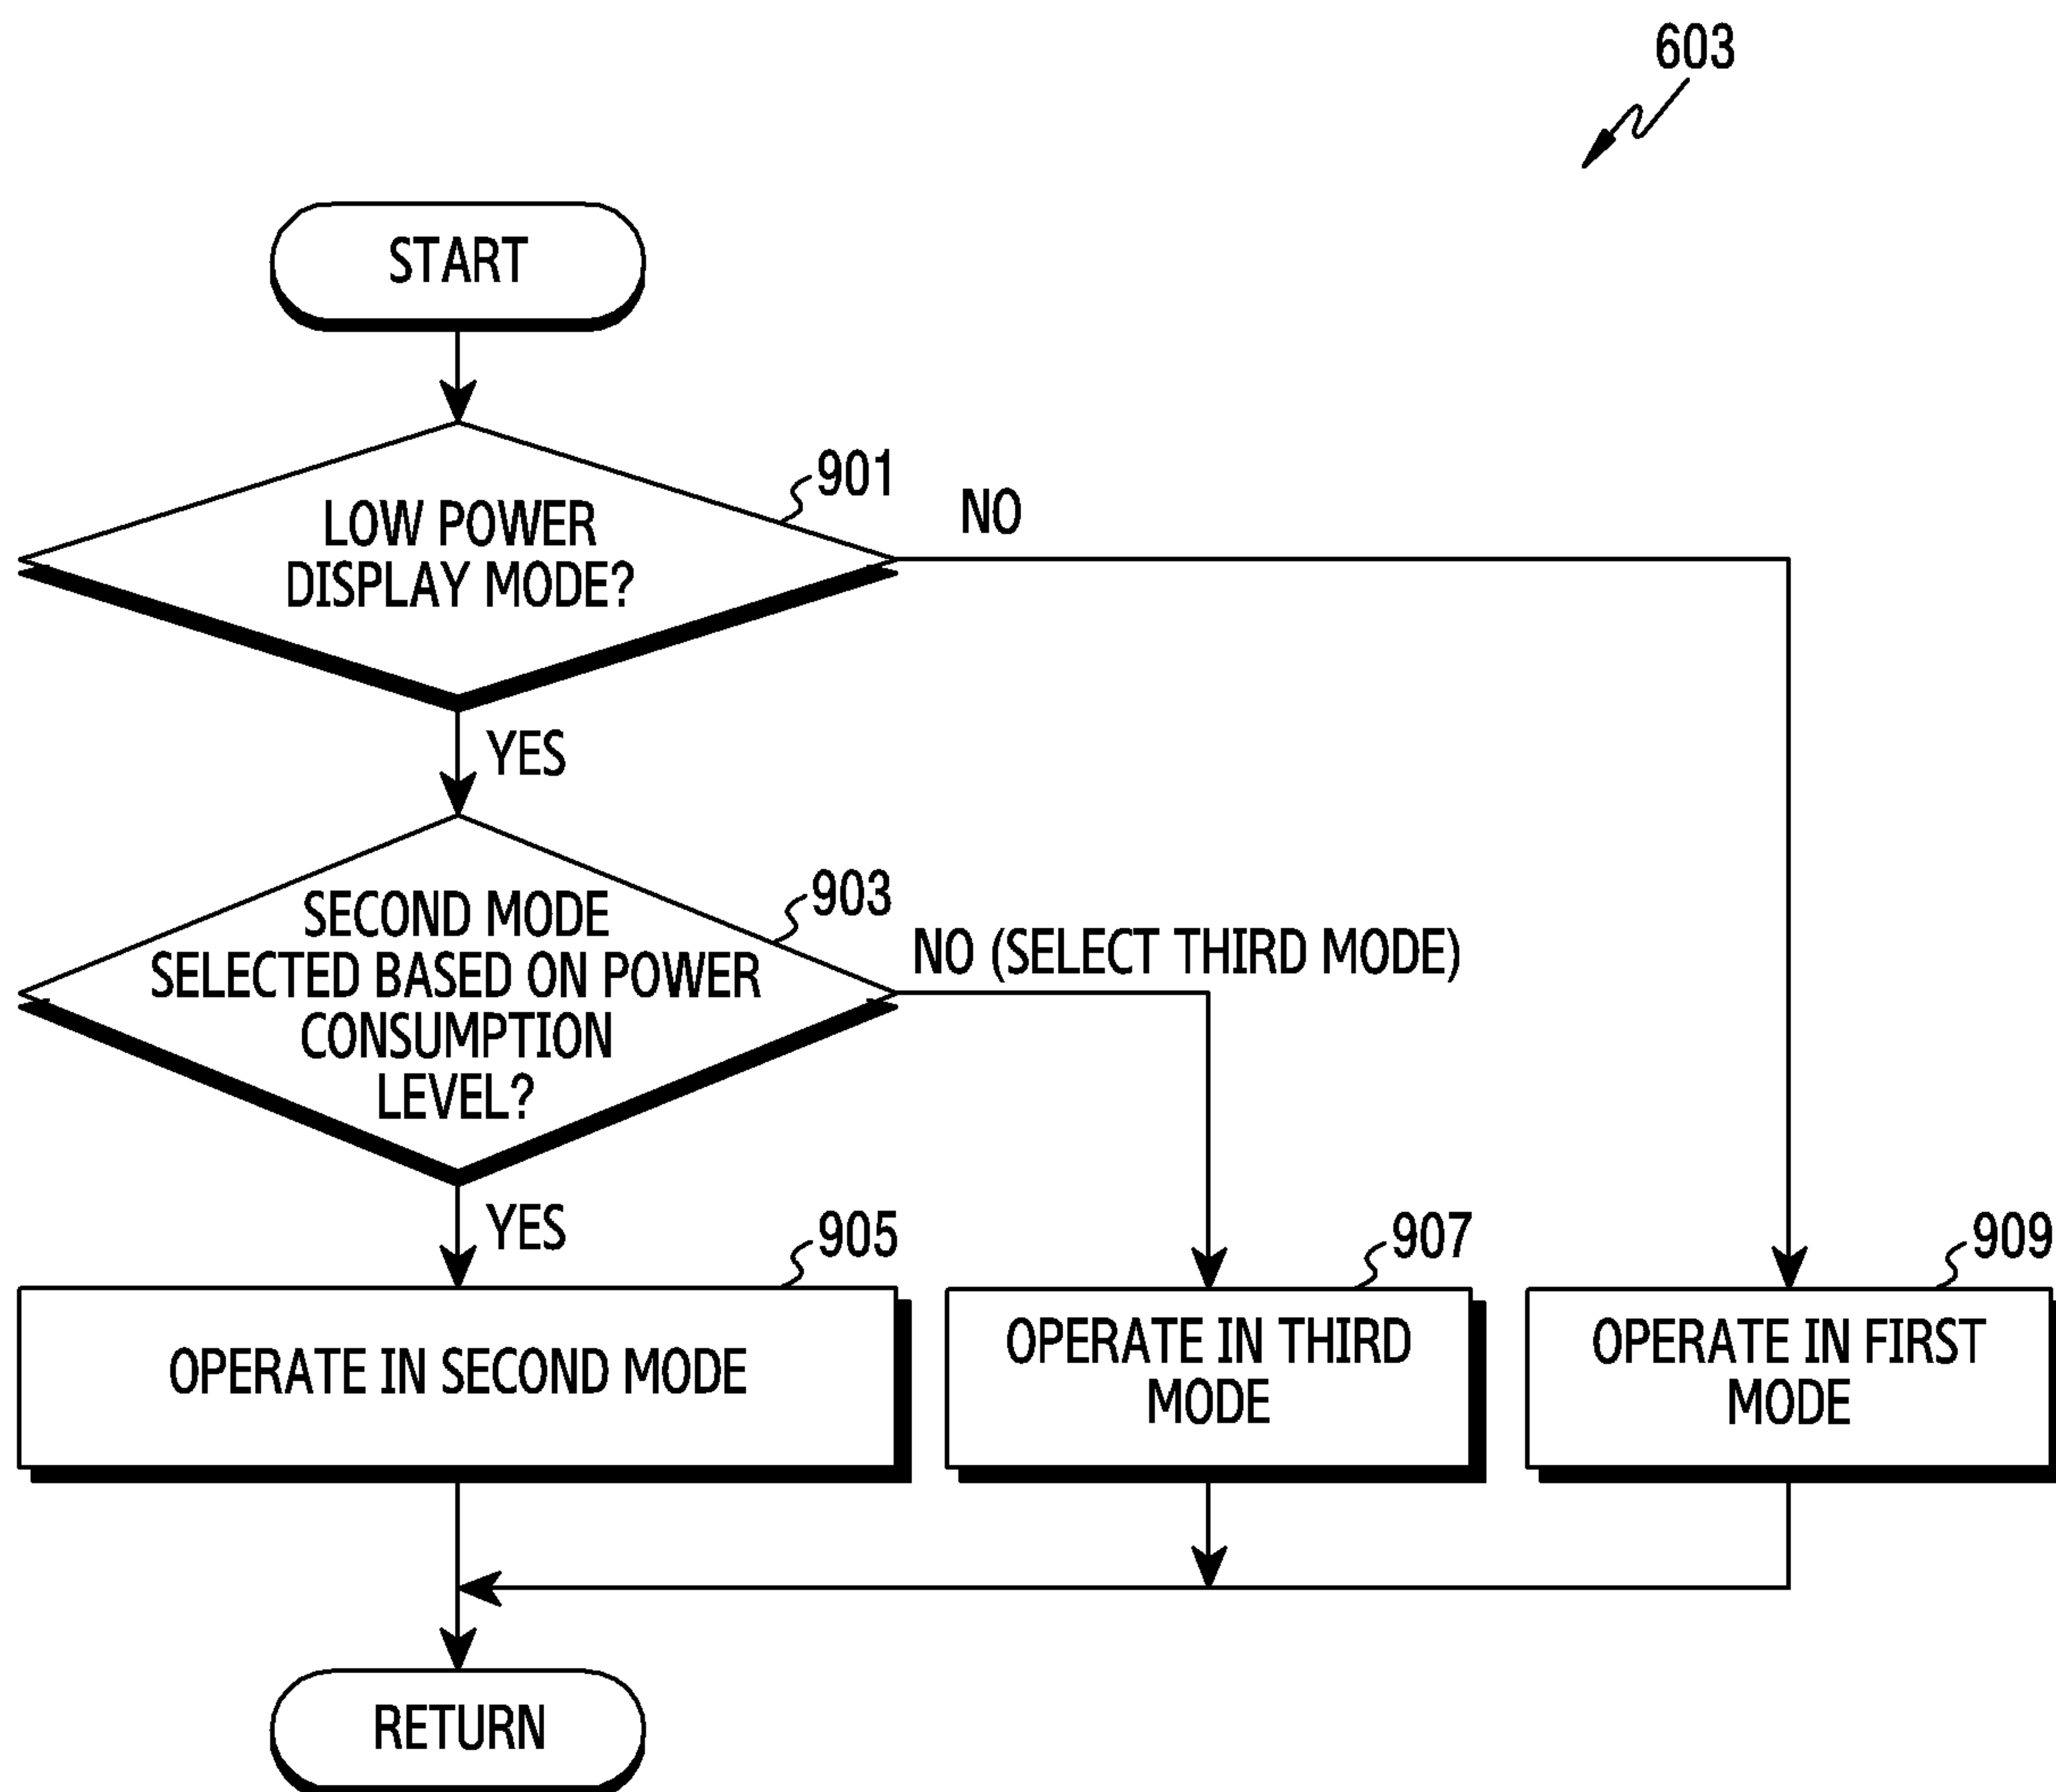 603
START
901
NO
LOW POWER
DISPLAY MODE?
YES
903
SECOND MODE
SELECTED BASED ON POWER
CONSUMPTION
LEVEL?
NO (SELECT THIRD MODE)
YES
905
OPERATE IN SECOND MODE
907
OPERATE IN THIRD
MODE
909
OPERATE IN FIRST
MODE
RETURN